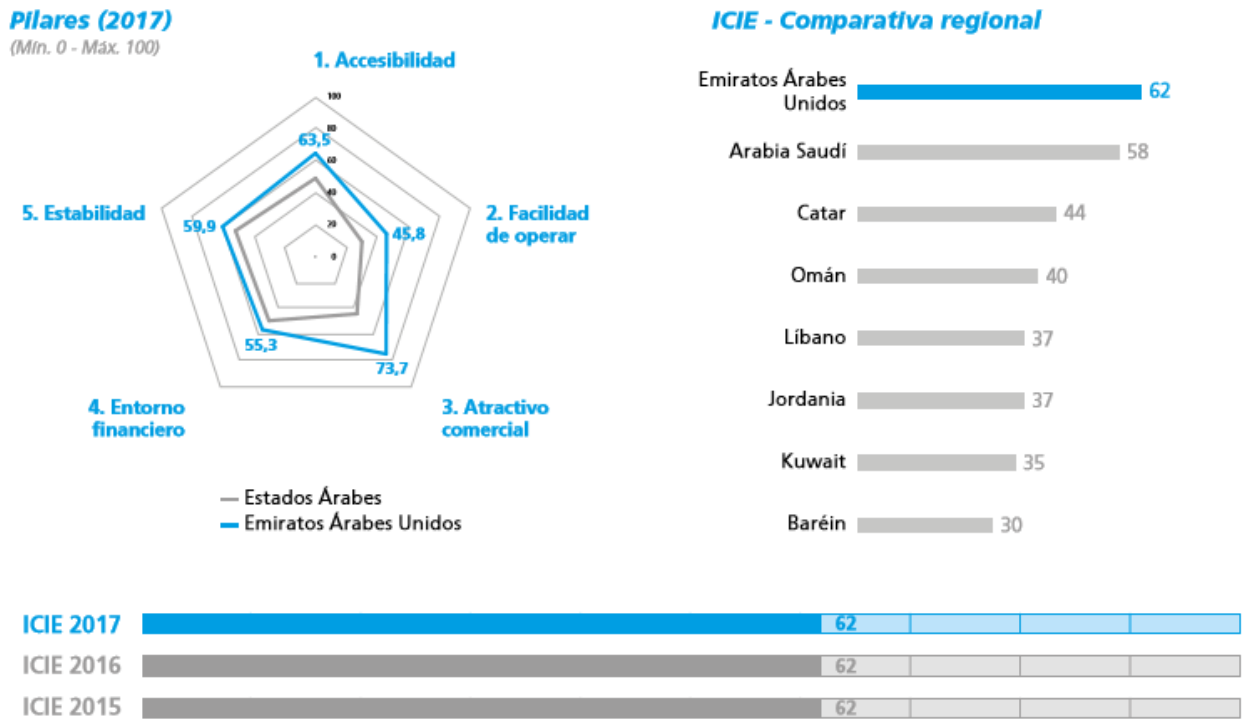 Pilares (2017)
(Mín. 0 - Máx. 100)
1. Accesibilidad
100
80
63,5
60
40
20
0
5. Estabilidad
59,9
2. Facilidad
de operar
45,8
55,3
73,7
4. Entorno
financiero
3. Atractivo
comercial
Estados Árabes
Emiratos Árabes Unidos
ICIE - Comparativa regional
Emiratos Árabes
Unidos
62
Arabia Saudí 58
Catar 44
Omán 40
Líbano 37
Jordania 37
Kuwait 35
Baréin 30
ICIE 2017 62
ICIE 2016 62
ICIE 2015 62